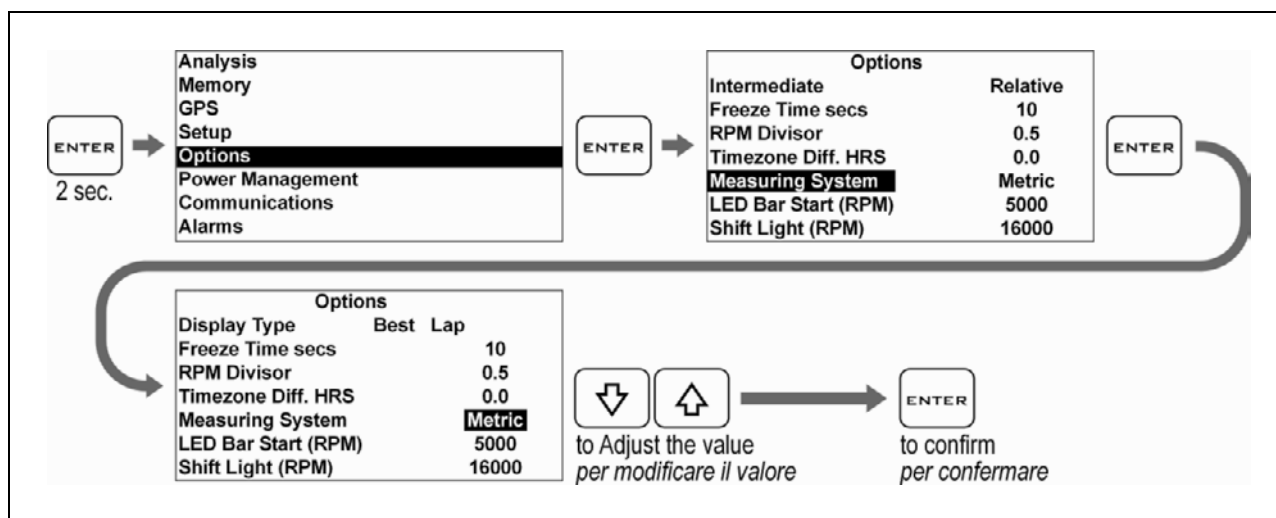 ENTER
2 sec.
Analysis
Memory
GPS
Setup
Options
Power Management
Communications
Alarms
ENTER
Options
Intermediate Relative
Freeze Time secs 10
RPM Divisor 0.5
Timezone Diff. HRS 0.0
Measuring System Metric
LED Bar Start (RPM) 5000
Shift Light (RPM) 16000
ENTER
Options
Display Type Best Lap
Freeze Time secs 10
RPM Divisor 0.5
Timezone Diff. HRS 0.0
Measuring System Metric
LED Bar Start (RPM) 5000
Shift Light (RPM) 16000
to Adjust the value
per modificare il valore
ENTER
to confirm
per confermare